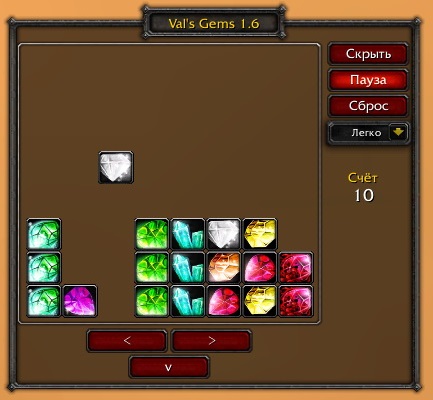 Val's Gems 1.6
Скрыть
Пауза
Сброс
Легко
Счёт
10
< >
v